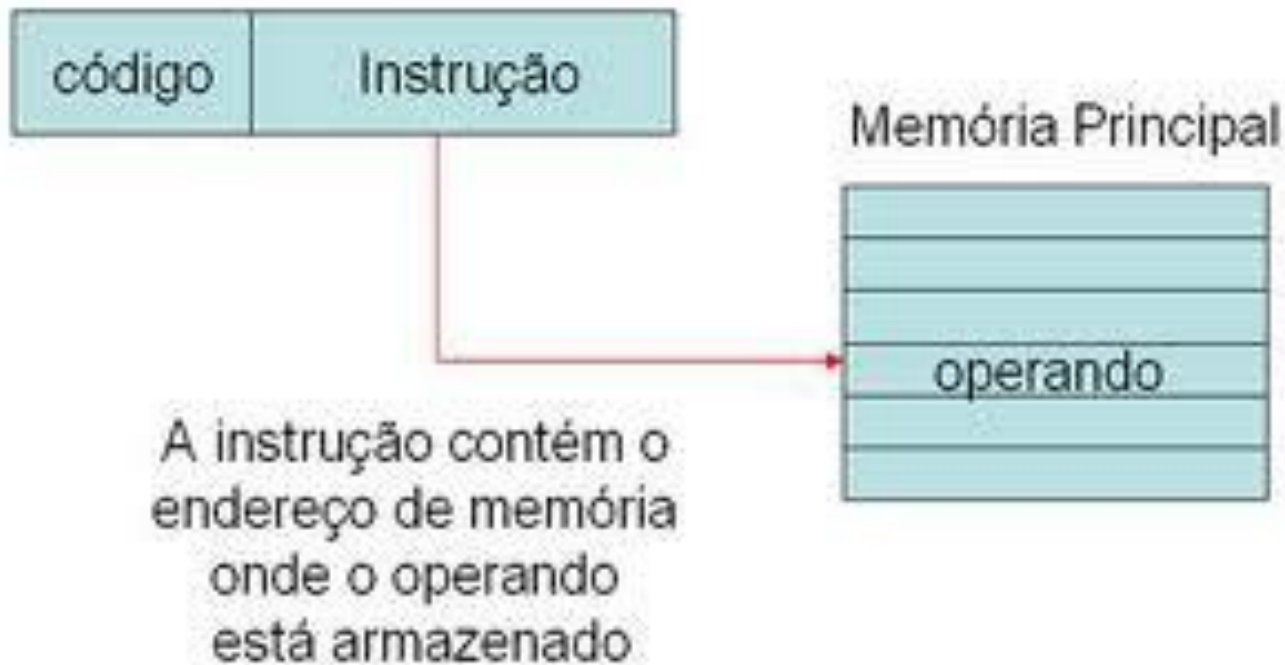 código
Instrução
Memória Principal
operando
A instrução contém o
endereço de memória
onde o operando
está armazenado